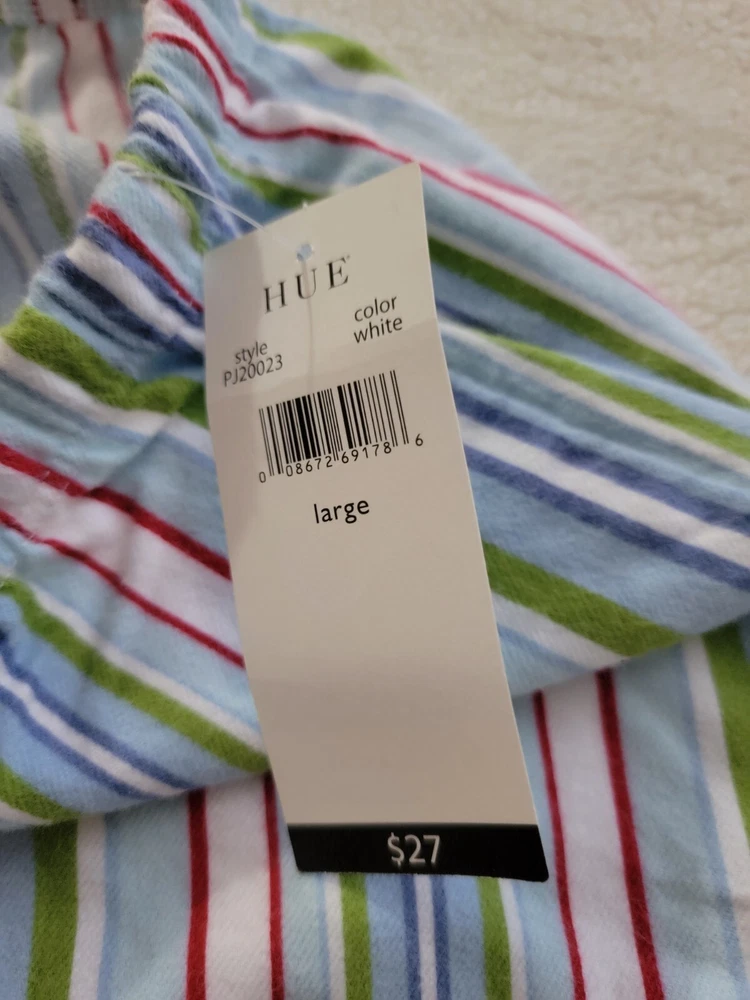 HUE
style
PJ20023
color
white
0 08672 69178 6
large
$27